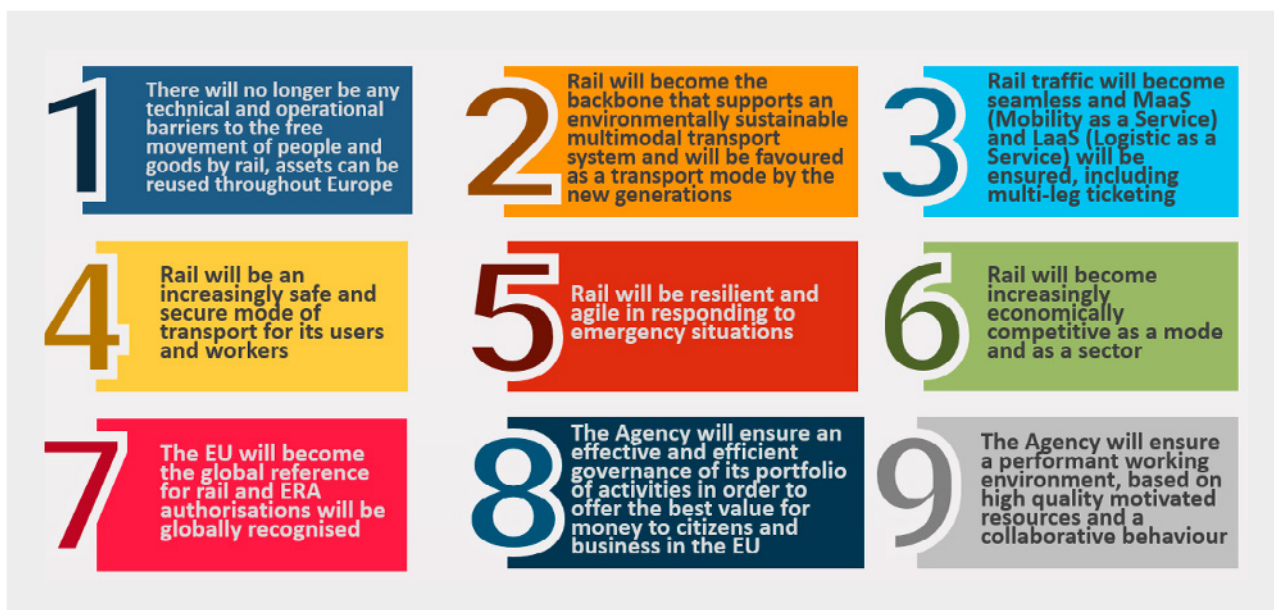 1
There will no longer be any
technical and operational
barriers to the free
movement of people and
goods by rail, assets can be
reused throughout Europe
2
Rail will become the
backbone that supports an
environmentally sustainable
multimodal transport
system and will be favoured
as a transport mode by the
new generations
3
Rail traffic will become
seamless and MaaS
(Mobility as a Service)
and LaaS (Logistic as a
Service) will be
ensured, including
multi-leg ticketing
4
Rail will be an
increasingly safe and
secure mode of
transport for its users
and workers
5
Rail will be resilient and
agile in responding to
emergency situations
6
Rail will become
increasingly
economically
competitive as a mode
and as a sector
7
The EU will become
the global reference
for rail and ERA
authorisations will be
globally recognised
8
The Agency will ensure an
effective and efficient
governance of its portfolio
of activities in order to
offer the best value for
money to citizens and
business in the EU
9
The Agency will ensure
a performant working
environment, based on
high quality motivated
resources and a
collaborative behaviour